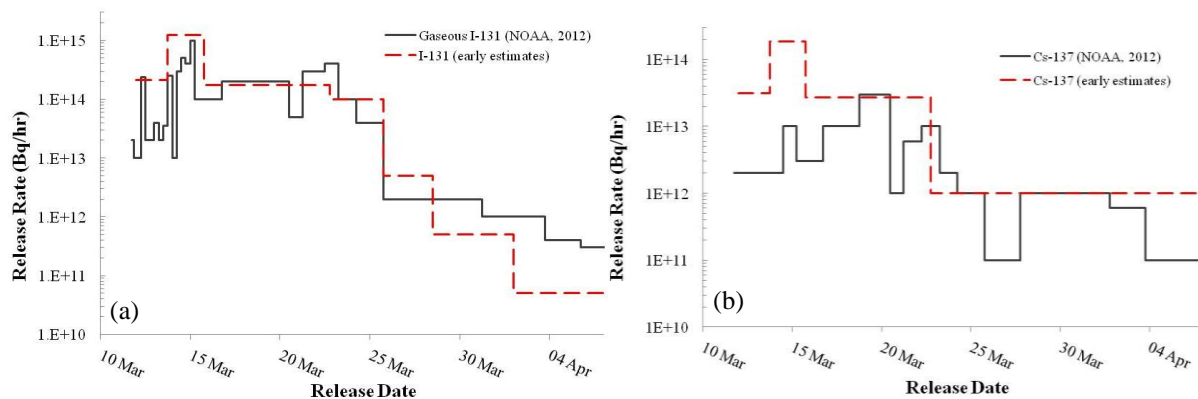 1.E+15
1.E+14
1.E+13
1.E+12
1.E+11
1.E+10
Release Rate (Bq/hr)
Gaseous I-131 (NOAA, 2012)
I-131 (early estimates)
(a)
10 Mar
15 Mar
20 Mar
25 Mar
30 Mar
04 Apr
Release Date
1E+14
1E+13
1E+12
1E+11
1E+10
Release Rate (Bq/hr)
Cs-137 (NOAA, 2012)
Cs-137 (early estimates)
(b)
10 Mar
15 Mar
20 Mar
25 Mar
30 Mar
04 Apr
Release Date